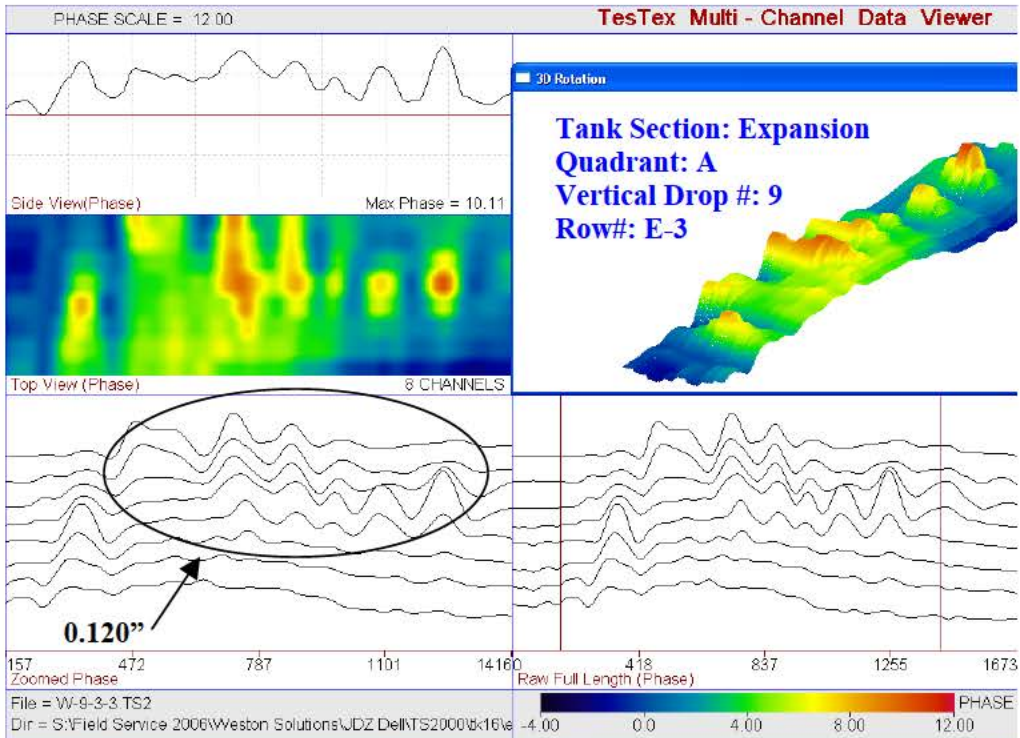 PHASE SCALE = 12.00
TesTex Multi - Channel Data Viewer
3D Rotation
Tank Section: Expansion
Quadrant: A
Vertical Drop #: 9
Row#: E-3
Side View(Phase)
Max Phase = 10.11
Top View (Phase)
8 CHANNELS
0.120”
157 472 787 1101 1416
0 418 837 1255 1673
Zoomed Phase
Raw Full Length (Phase)
File = W-9-3-3.TS2
Dir = S:\Field Service 2006\Weston Solutions\JDZ Dell\TS2000\tk16\e
PHASE
-4.00 0.0 4.00 8.00 12.00